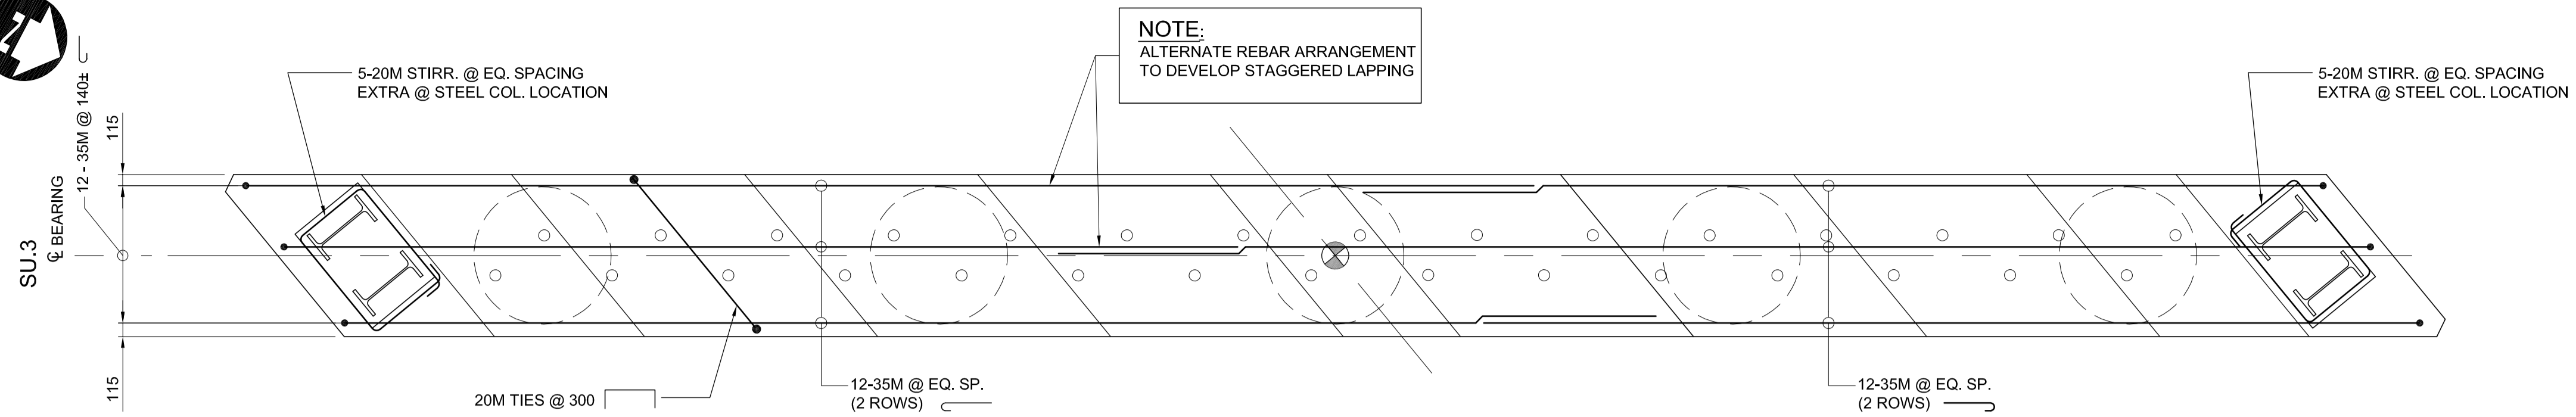 NOTE:
ALTERNATE REBAR ARRANGEMENT
TO DEVELOP STAGGERED LAPPING
5-20M STIRR. @ EQ. SPACING
EXTRA @ STEEL COL. LOCATION
5-20M STIRR. @ EQ. SPACING
EXTRA @ STEEL COL. LOCATION
N
12 - 35M @ 140±
115
SU.3
℄ BEARING
115
20M TIES @ 300
12-35M @ EQ. SP.
(2 ROWS)
12-35M @ EQ. SP.
(2 ROWS)